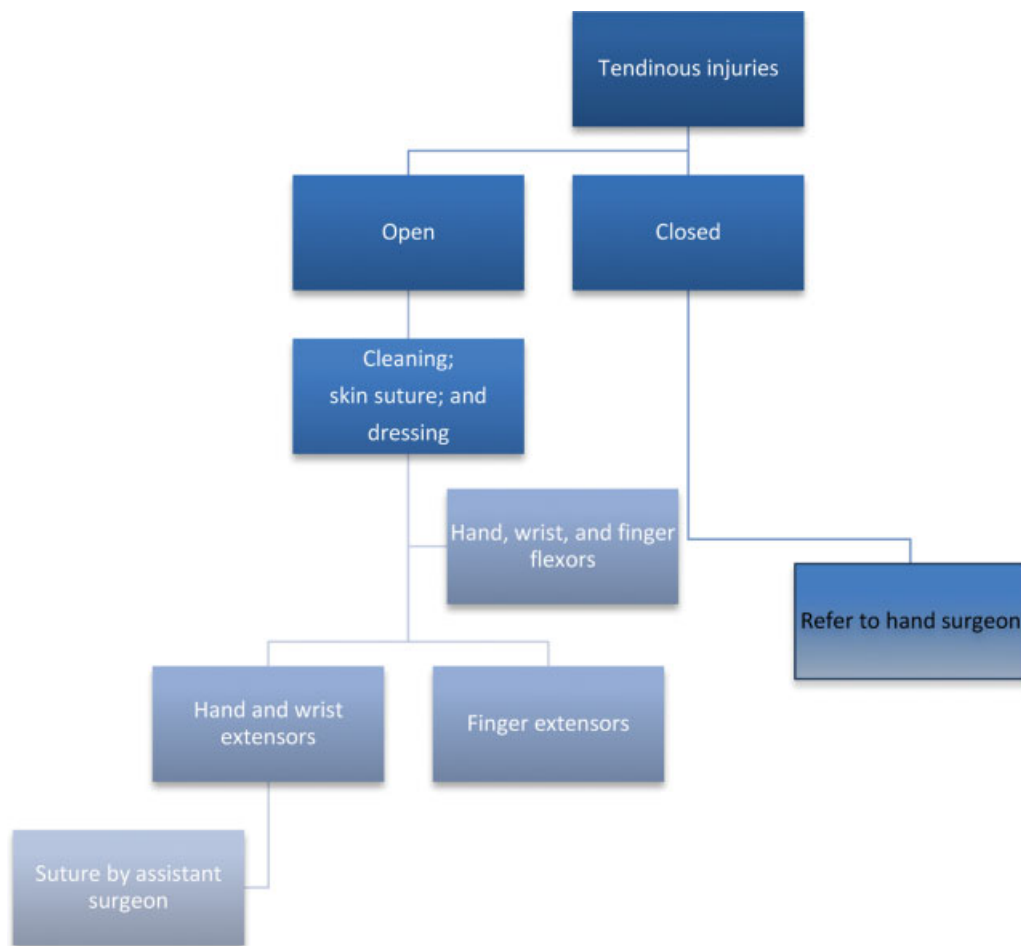 Tendinous injuries
Open
Closed
Cleaning;
skin suture; and
dressing
Hand, wrist, and finger
flexors
Refer to hand surgeon
Hand and wrist
extensors
Finger extensors
Suture by assistant
surgeon